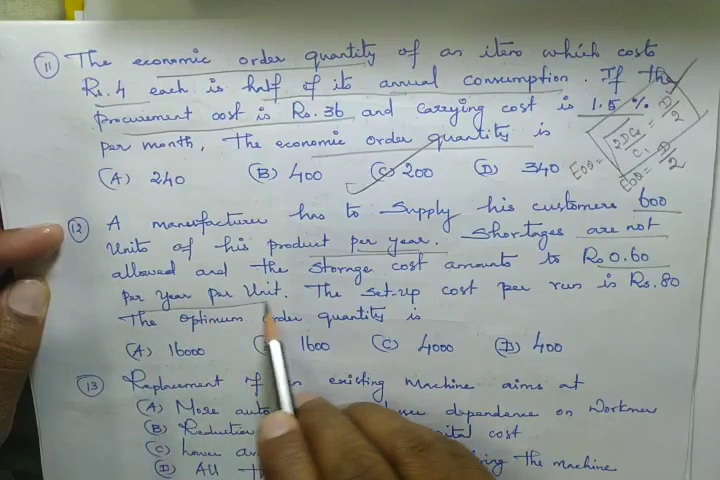 (11) The economic order quantity of an item which costs
Rs. 4 each is half of its annual consumption. If the
procurement cost is Rs. 36 and carrying cost is 1.5 %
per month, The economic order quantity is
(A) 240 (B) 400 (C) 200 (D) 340
EOQ = √2DC₀/C₁ = D/2
EOQ = D/2
(12) A manufacturer has to Supply his customers 600
Units of his product per year. Shortages are not
allowed and the storage cost amounts to Rs 0.60
per year per Unit. The set-up cost per run is Rs. 80
The optimum order quantity is
(A) 16000 1600 (C) 4000 (D) 400
(13) Replacement of an existing Machine aims at
(A) More dependence on Workmen
(B) Reduction cost
(C) the machine
(D) All